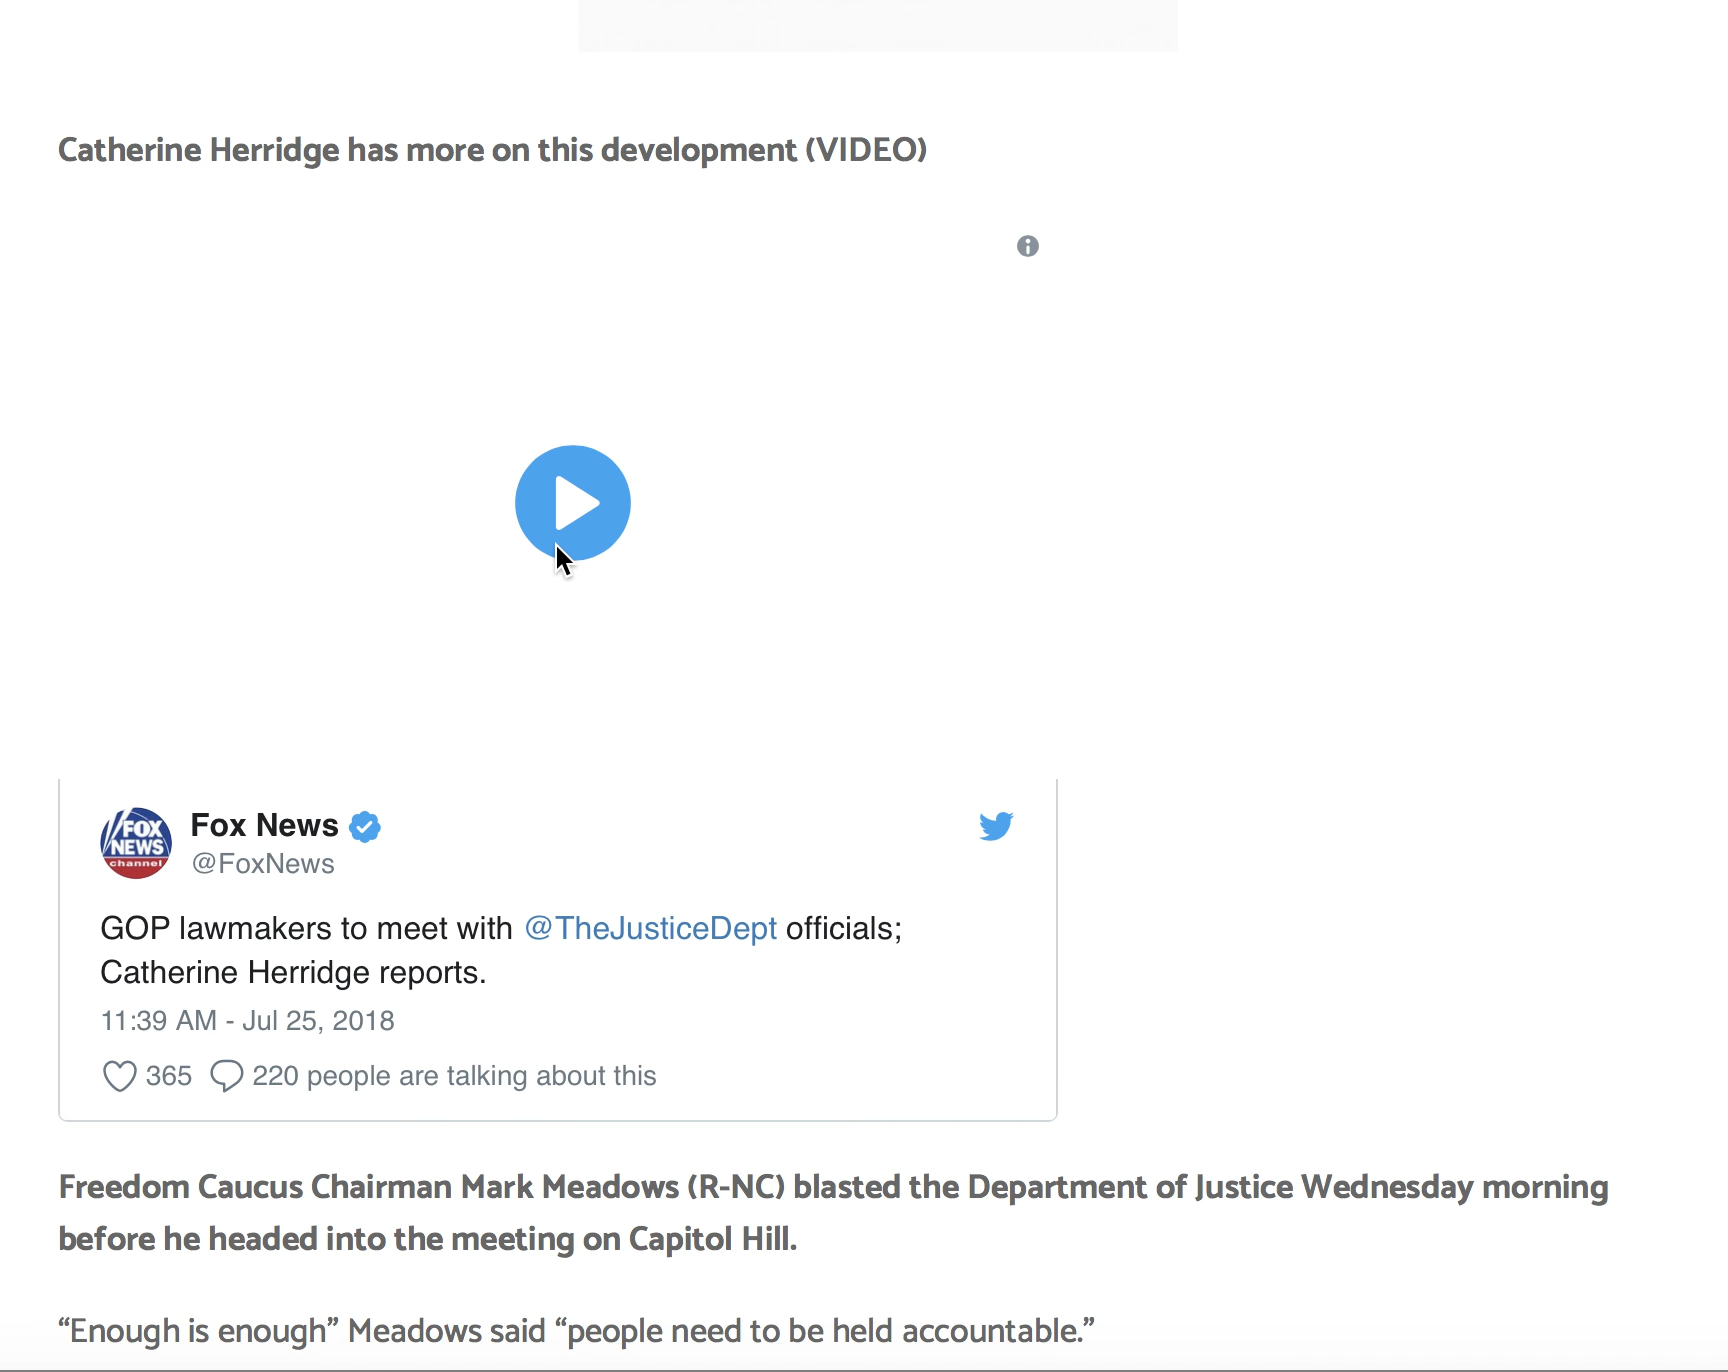 Catherine Herridge has more on this development (VIDEO)
FOX
NEWS
channel
Fox News
@FoxNews
GOP lawmakers to meet with @TheJusticeDept officials;
Catherine Herridge reports.
11:39 AM - Jul 25, 2018
365 220 people are talking about this
Freedom Caucus Chairman Mark Meadows (R-NC) blasted the Department of Justice Wednesday morning
before he headed into the meeting on Capitol Hill.
“Enough is enough” Meadows said “people need to be held accountable.”